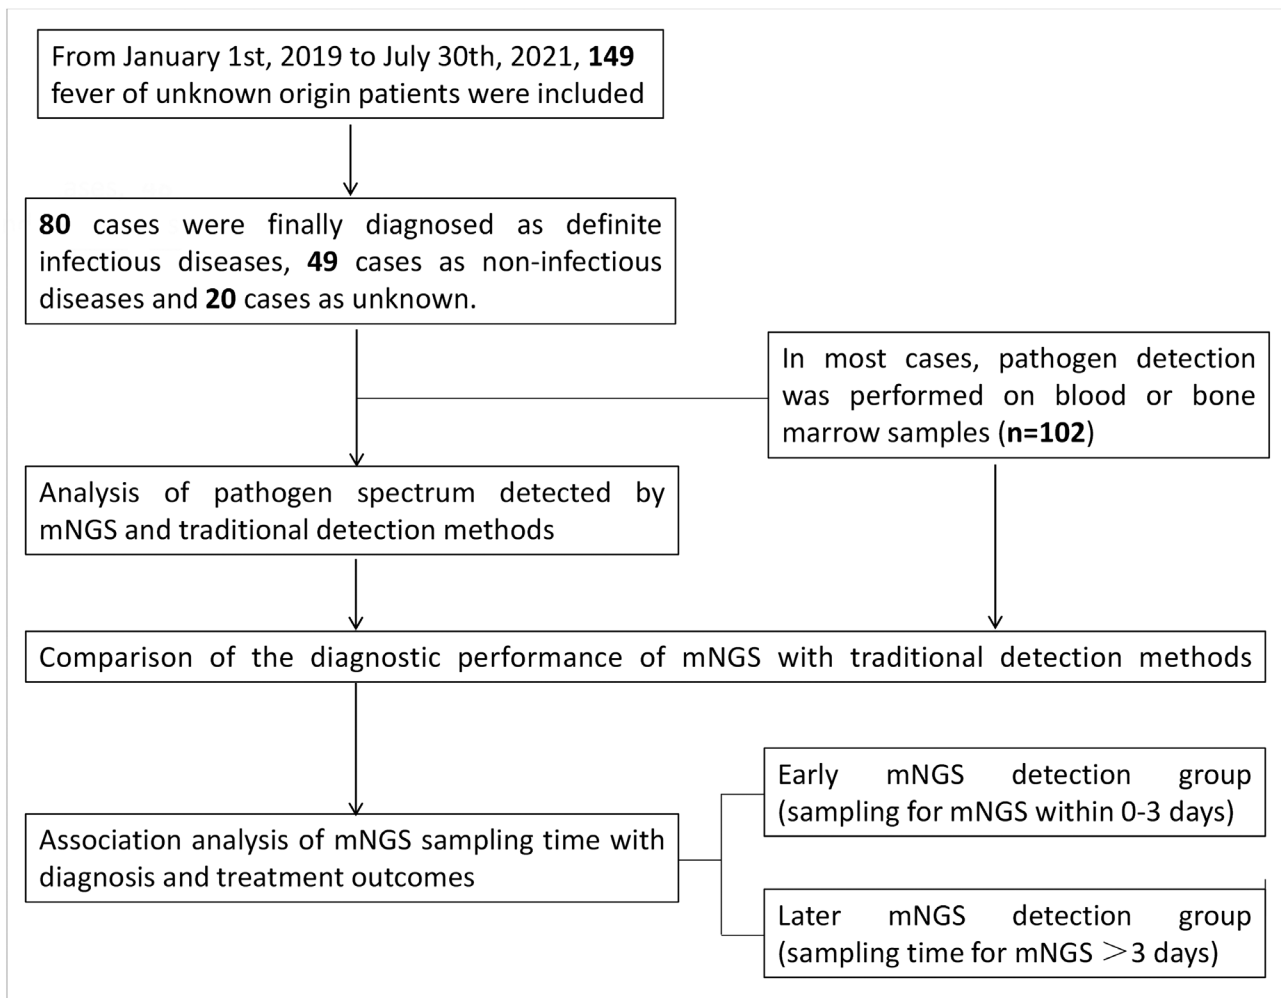 From January 1st, 2019 to July 30th, 2021, 149
fever of unknown origin patients were included
80 cases were finally diagnosed as definite
infectious diseases, 49 cases as non-infectious
diseases and 20 cases as unknown.
In most cases, pathogen detection
was performed on blood or bone
marrow samples (n=102)
Analysis of pathogen spectrum detected by
mNGS and traditional detection methods
Comparison of the diagnostic performance of mNGS with traditional detection methods
Early mNGS detection group
(sampling for mNGS within 0-3 days)
Association analysis of mNGS sampling time with
diagnosis and treatment outcomes
Later mNGS detection group
(sampling time for mNGS ＞3 days)